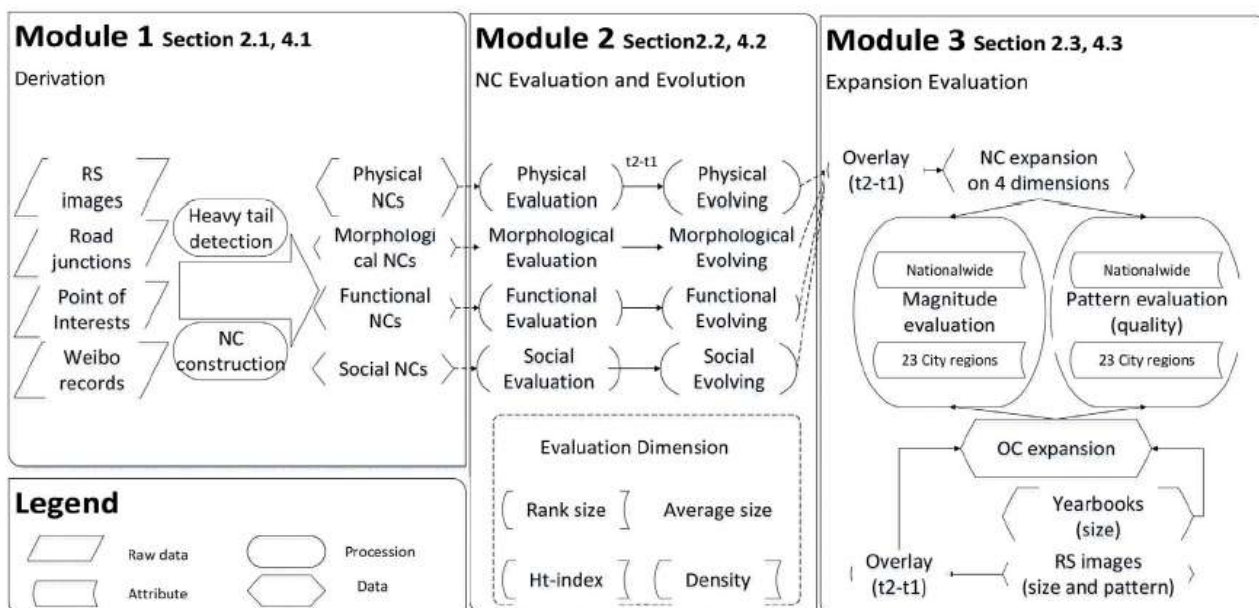 Module 1 Section 2.1, 4.1
Derivation
RS
images
Road
junctions
Point of
Interests
Weibo
records
Heavy tail
detection
NC
construction
Physical
NCs
Morphologi
cal NCs
Functional
NCs
Social NCs
Legend
Raw data
Procession
Attribute
Data
Module 2 Section2.2, 4.2
NC Evaluation and Evolution
Physical
Evaluation
t2-t1
Physical
Evolving
Morphological
Evaluation
Morphological
Evolving
Functional
Evaluation
Functional
Evolving
Social
Evaluation
Social
Evolving
Evaluation Dimension
Rank size
Average size
Ht-index
Density
Module 3 Section 2.3, 4.3
Expansion Evaluation
Overlay
(t2-t1)
NC expansion
on 4 dimensions
Nationalwide
Magnitude
evaluation
23 City regions
Nationalwide
Pattern evaluation
(quality)
23 City regions
OC expansion
Yearbooks
(size)
Overlay
(t2-t1)
RS images
(size and pattern)